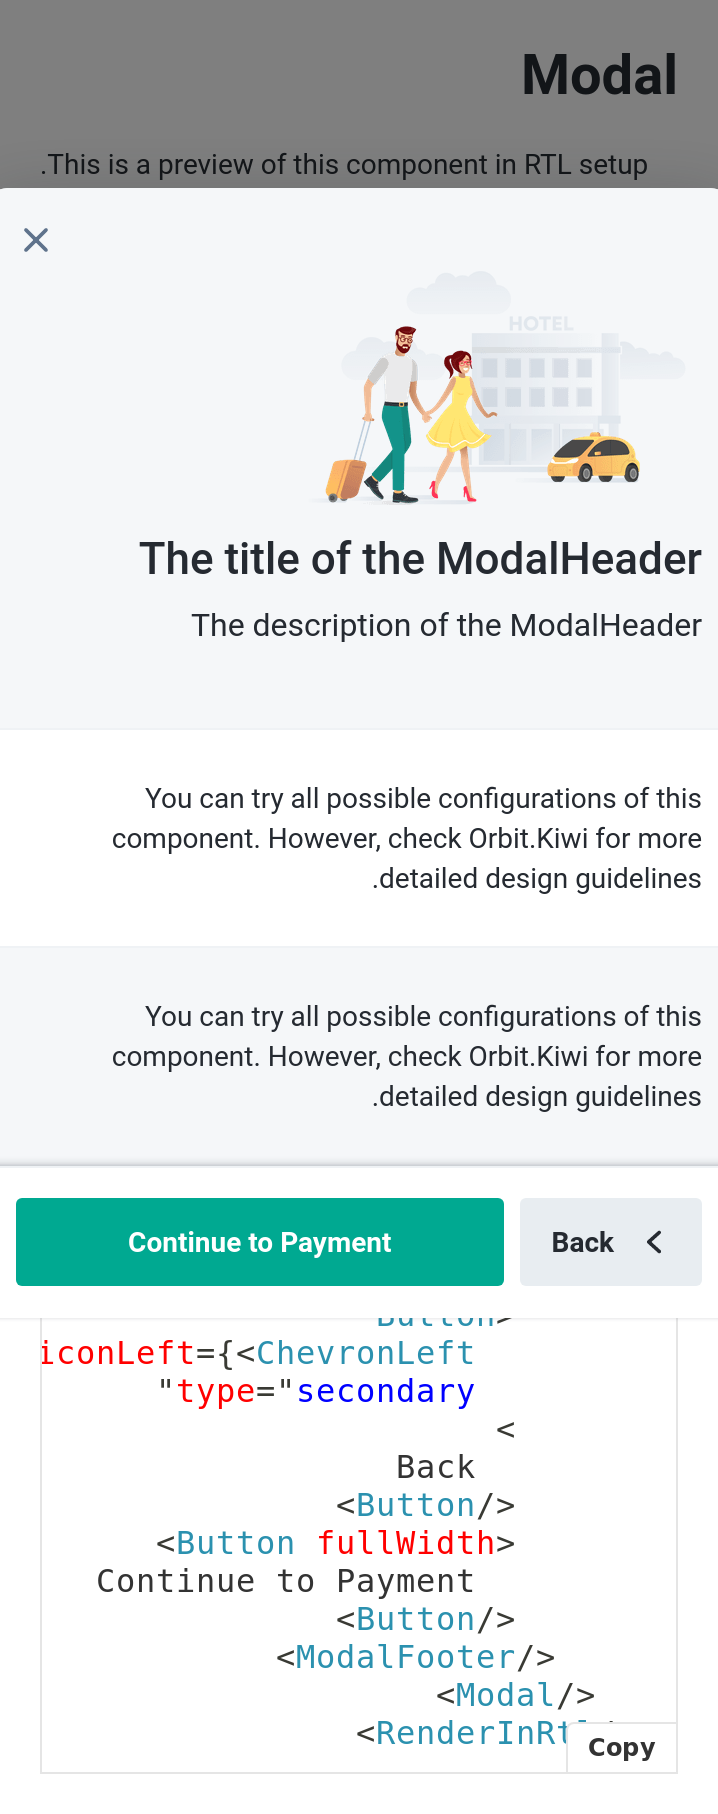 Modal
.This is a preview of this component in RTL setup
HOTEL
The title of the ModalHeader
The description of the ModalHeader
You can try all possible configurations of this
component. However, check Orbit.Kiwi for more
.detailed design guidelines
You can try all possible configurations of this
component. However, check Orbit.Kiwi for more
.detailed design guidelines
Continue to Payment
Back
Button>
iconLeft={<ChevronLeft
"type="secondary
<
Back
<Button/>
<Button fullWidth>
Continue to Payment
<Button/>
<ModalFooter/>
<Modal/>
Copy